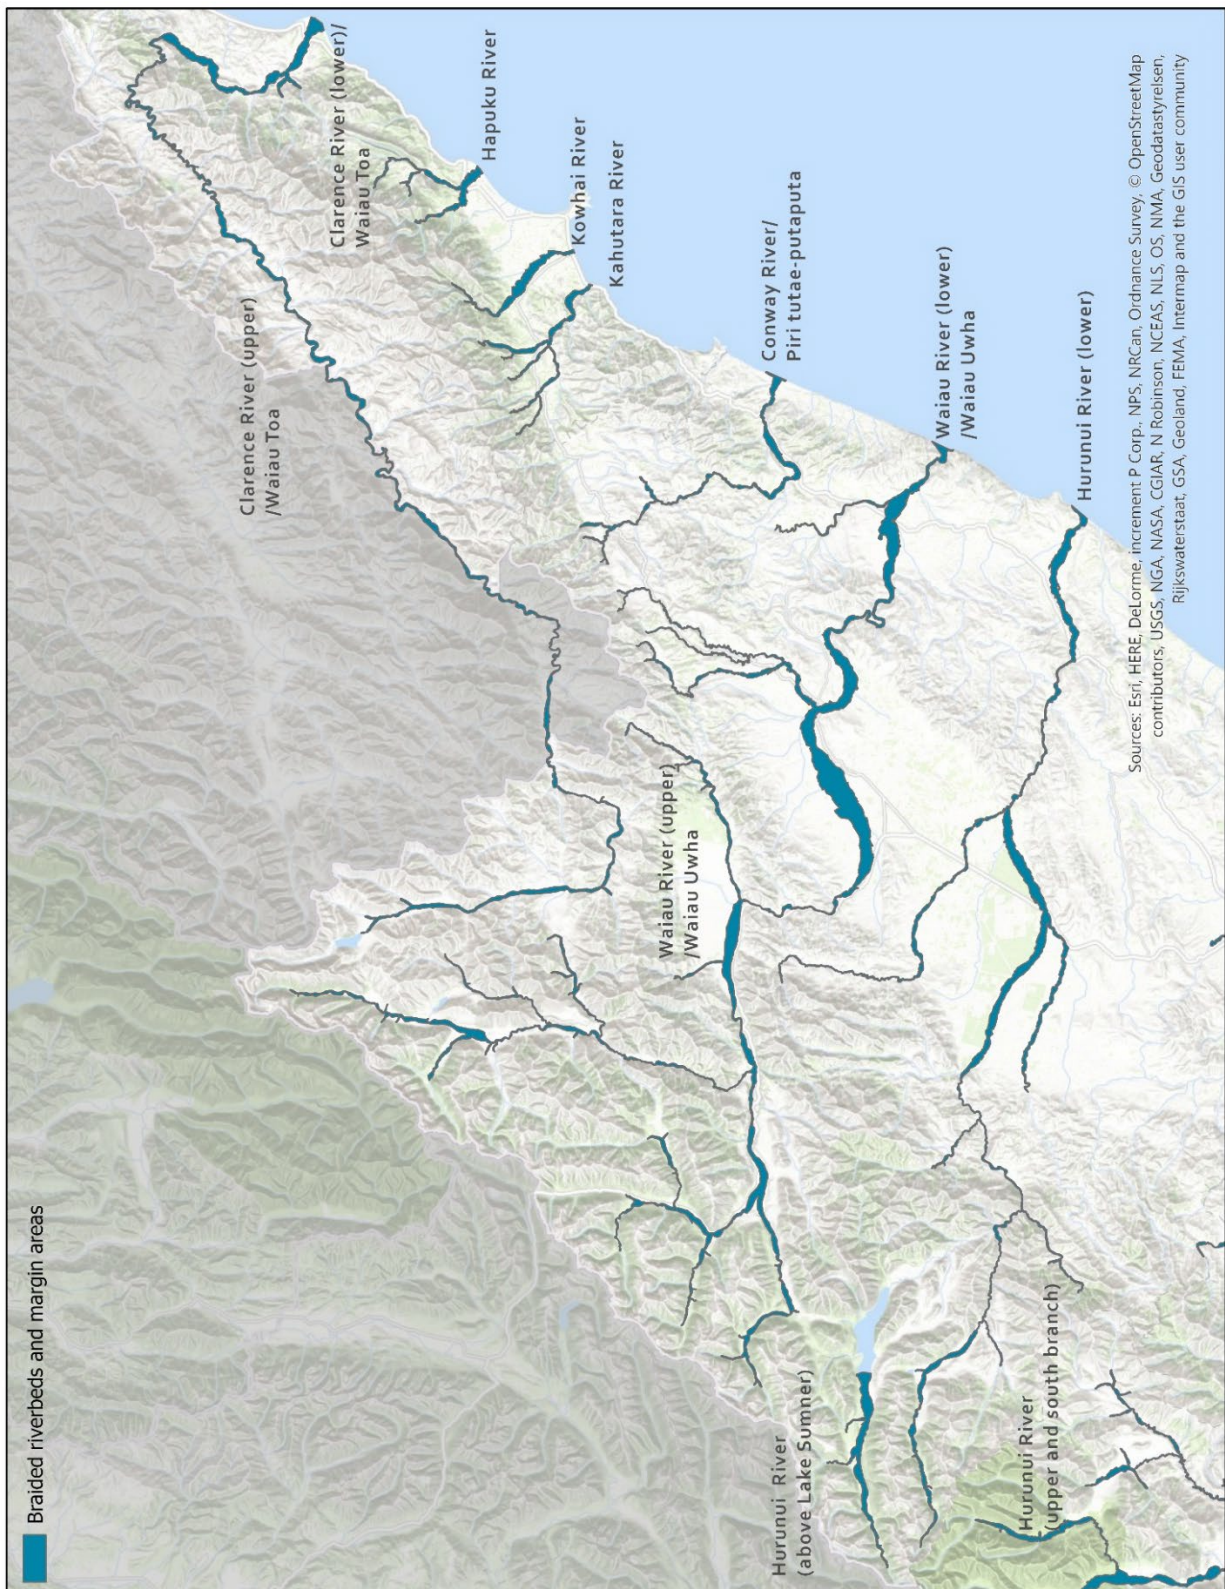 Braided riverbeds and margin areas
Clarence River (lower)/
Waiau Toa
Hapuku River
Kowhai River
Kahutara River
Clarence River (upper)
/Waiau Toa
Conway River/
Piri tutae-putaputa
Waiau River (lower)
/Waiau Uwha
Hurunui River (lower)
Waiau River (upper)
/Waiau Uwha
Hurunui River
(above Lake Sumner)
Hurunui River
(upper and south branch)
Sources: Esri, HERE, DeLorme, increment P Corp., NPS, NRCan, Ordnance Survey, © OpenStreetMap
contributors, USGS, NGA, NASA, CGIAR, N Robinson, NCEAS, NLS, OS, NMA, Geodatastyrelsen,
Rijkswaterstaat, GSA, Geoland, FEMA, Intermap and the GIS user community